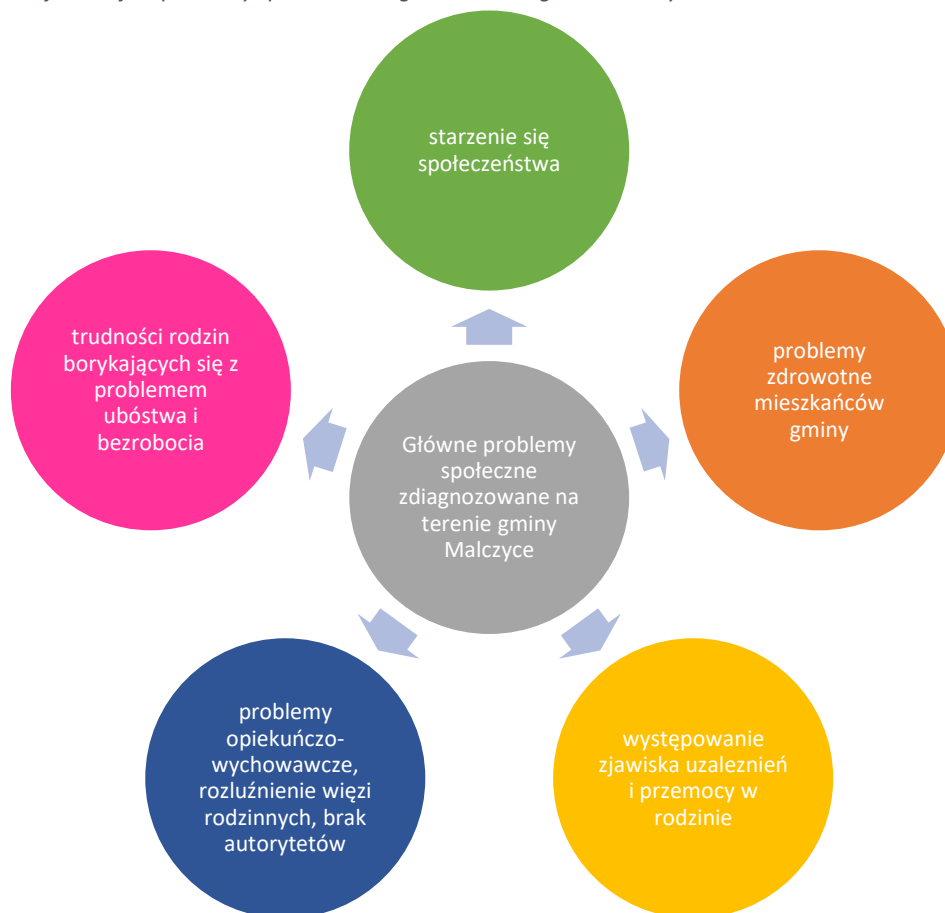 starzenie się
społeczeństwa
problemy
zdrowotne
mieszkańców
gminy
występowanie
zjawiska uzaleznień
i przemocy w
rodzinie
problemy
opiekuńczo-
wychowawcze,
rozluźnienie więzi
rodzinnych, brak
autorytetów
trudności rodzin
borykających się z
problemem
ubóstwa i
bezrobocia
Główne problemy
społeczne
zdiagnozowane na
terenie gminy
Malczyce